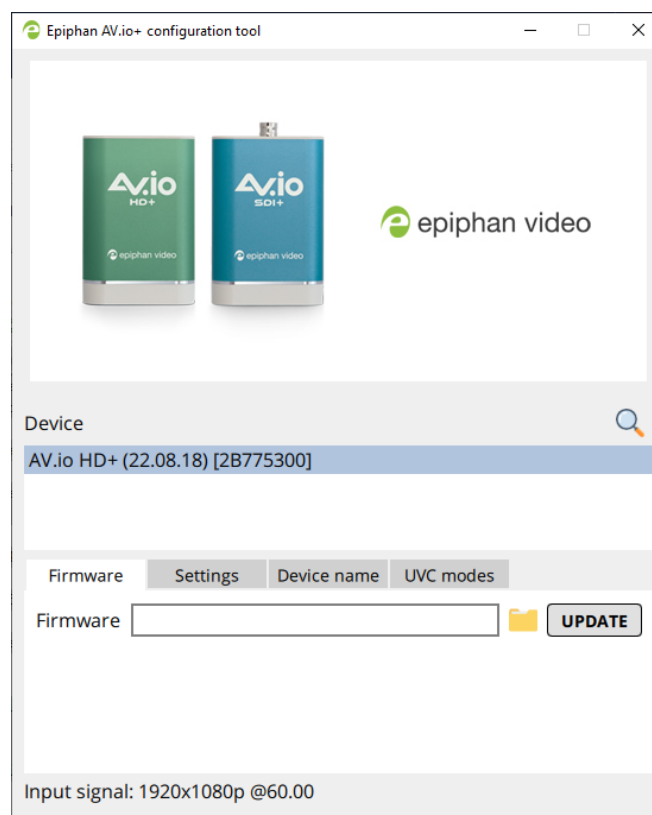 Epiphan AV.io+ configuration tool
AV.io
HD+
epiphan video
AV.io
SDI+
epiphan video
epiphan video
Device
AV.io HD+ (22.08.18) [2B775300]
Firmware Settings Device name UVC modes
Firmware UPDATE
Input signal: 1920x1080p @60.00